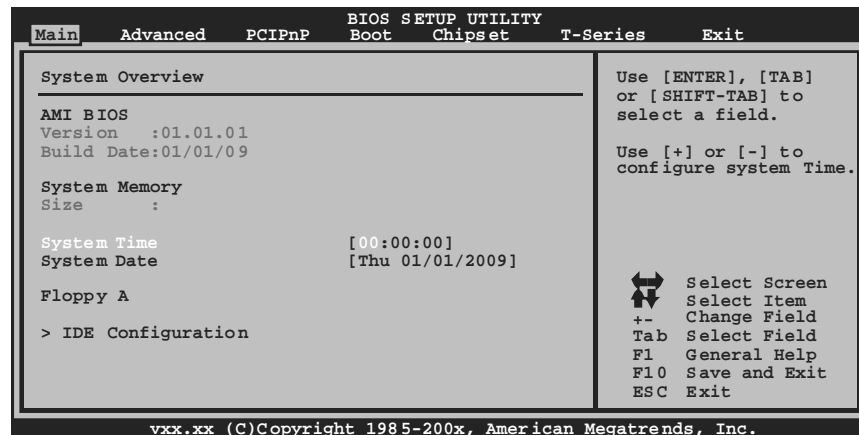 BIOS SETUP UTILITY
Main Advanced PCIPnP Boot Chipset T-Series Exit
System Overview
AMI BIOS
Version :01.01.01
Build Date:01/01/09
System Memory
Size :
System Time [00:00:00]
System Date [Thu 01/01/2009]
Floppy A
> IDE Configuration
Use [ENTER], [TAB]
or [SHIFT-TAB] to
select a field.
Use [+] or [-] to
configure system Time.
Select Screen
Select Item
+- Change Field
Tab Select Field
F1 General Help
F10 Save and Exit
ESC Exit
vxx.xx (C)Copyright 1985-200x, American Megatrends, Inc.